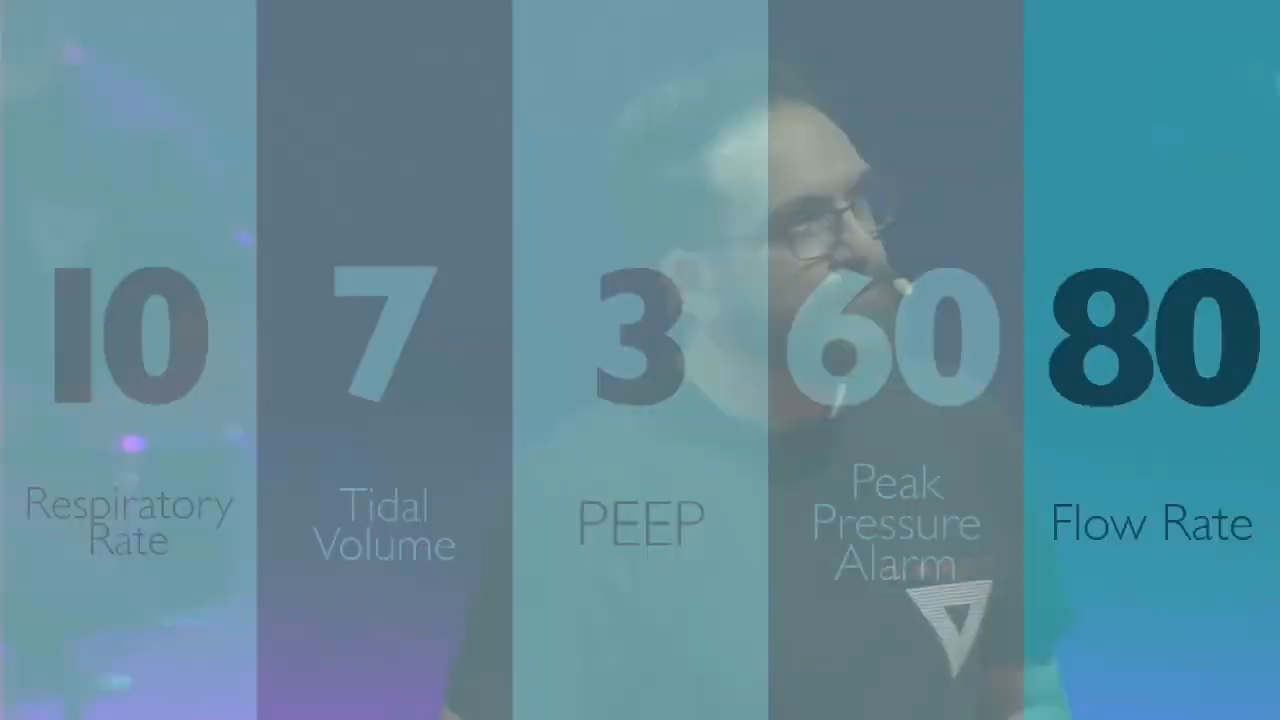 10
Respiratory
Rate
7
Tidal
Volume
3
PEEP
60
Peak
Pressure
Alarm
80
Flow Rate